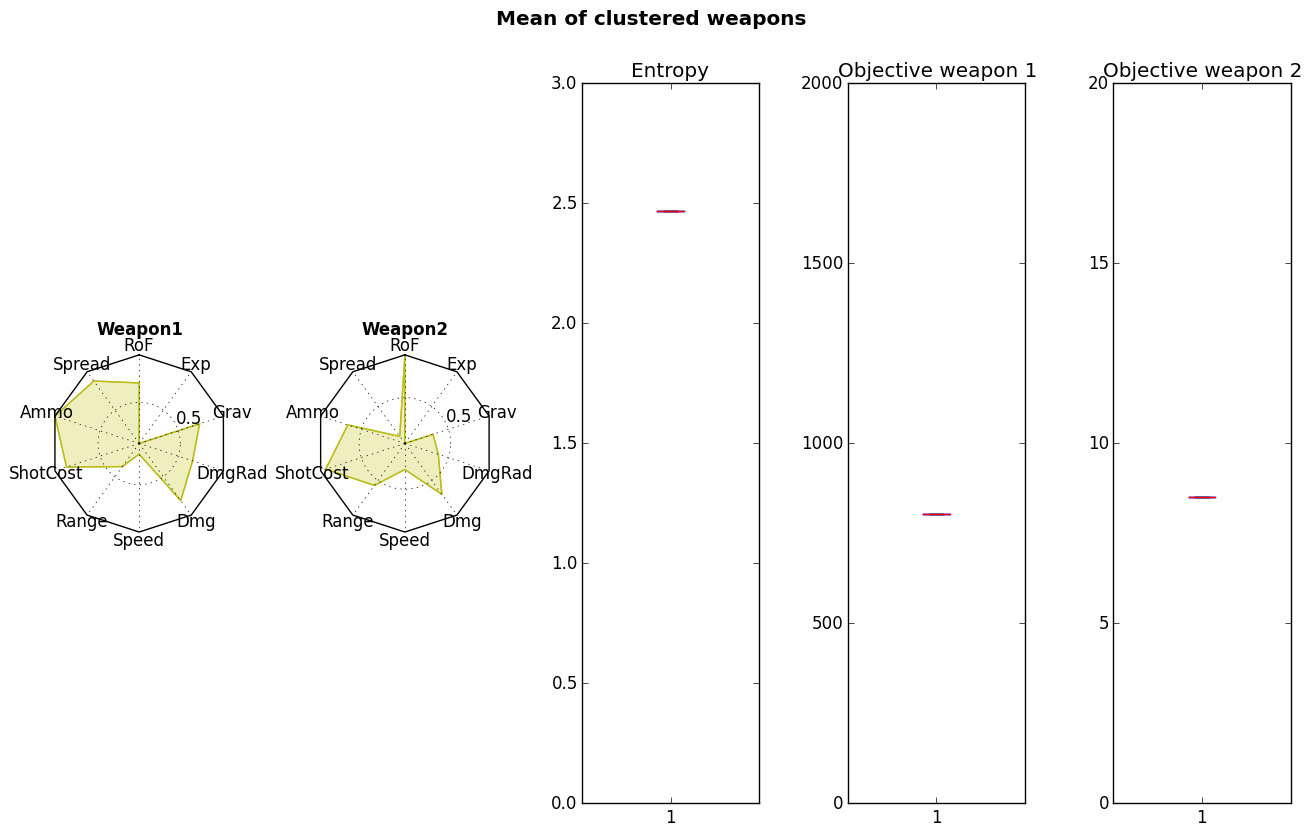 Mean of clustered weapons
Weapon1
RoF
Exp
Grav
DmgRad
Dmg
Speed
Range
ShotCost
Ammo
Spread
0.5
Weapon2
RoF
Exp
Grav
DmgRad
Dmg
Speed
Range
ShotCost
Ammo
Spread
0.5
Entropy
3.0
2.5
2.0
1.5
1.0
0.5
0.0
1
Objective weapon 1
2000
1500
1000
500
0
1
Objective weapon 2
20
15
10
5
0
1